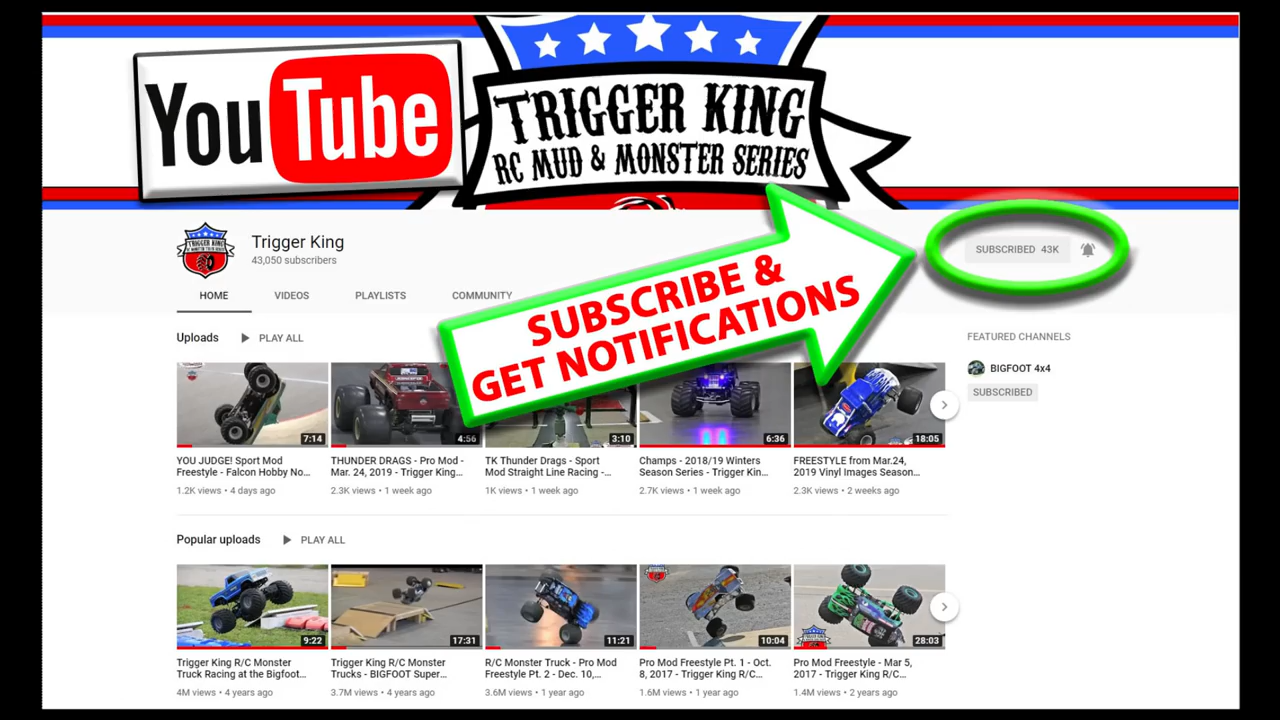 YouTube
TRIGGER KING
RC MUD & MONSTER SERIES
Trigger King
43,050 subscribers
SUBSCRIBED 43K
HOME VIDEOS PLAYLISTS COMMUNITY
SUBSCRIBE &
GET NOTIFICATIONS
Uploads PLAY ALL
FEATURED CHANNELS
BIGFOOT 4x4
SUBSCRIBED
7:14 4:56 3:10 6:36 18:05
YOU JUDGE! Sport Mod
Freestyle - Falcon Hobby No...
1.2K views • 4 days ago
THUNDER DRAGS - Pro Mod -
Mar. 24, 2019 - Trigger King...
2.3K views • 1 week ago
TK Thunder Drags - Sport
Mod Straight Line Racing -...
1K views • 1 week ago
Champs - 2018/19 Winters
Season Series - Trigger Kin...
2.7K views • 1 week ago
FREESTYLE from Mar.24,
2019 Vinyl Images Season...
2.3K views • 2 weeks ago
Popular uploads PLAY ALL
9:22 17:31 11:21 10:04 28:03
Trigger King R/C Monster
Truck Racing at the Bigfoot...
4M views • 4 years ago
Trigger King R/C Monster
Trucks - BIGFOOT Super...
3.7M views • 4 years ago
R/C Monster Truck - Pro Mod
Freestyle Pt. 2 - Dec. 10,...
3.6M views • 1 year ago
Pro Mod Freestyle Pt. 1 - Oct.
8, 2017 - Trigger King R/C...
1.6M views • 1 year ago
Pro Mod Freestyle - Mar 5,
2017 - Trigger King R/C...
1.4M views • 2 years ago